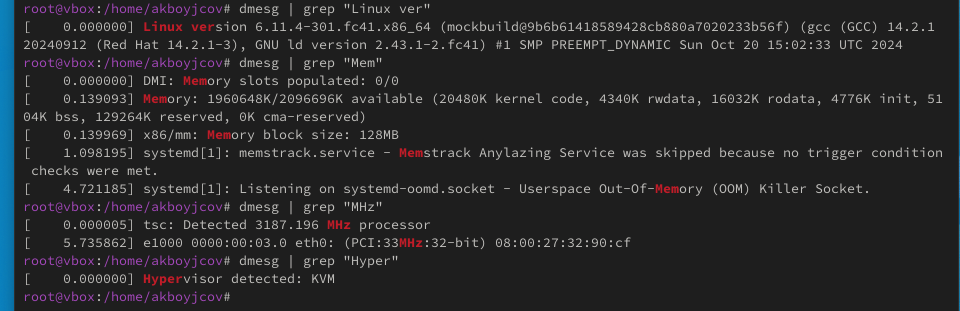 root@vbox:/home/akboyjcov# dmesg | grep "Linux ver"
[    0.000000] Linux version 6.11.4-301.fc41.x86_64 (mockbuild@9b6b61418589428cb880a7020233b56f) (gcc (GCC) 14.2.1
20240912 (Red Hat 14.2.1-3), GNU ld version 2.43.1-2.fc41) #1 SMP PREEMPT_DYNAMIC Sun Oct 20 15:02:33 UTC 2024
root@vbox:/home/akboyjcov# dmesg | grep "Mem"
[    0.000000] DMI: Memory slots populated: 0/0
[    0.139093] Memory: 1960648K/2096696K available (20480K kernel code, 4340K rwdata, 16032K rodata, 4776K init, 51
04K bss, 129264K reserved, 0K cma-reserved)
[    0.139969] x86/mm: Memory block size: 128MB
[    1.098195] systemd[1]: memstrack.service - Memstrack Anylazing Service was skipped because no trigger condition
 checks were met.
[    4.721185] systemd[1]: Listening on systemd-oomd.socket - Userspace Out-Of-Memory (OOM) Killer Socket.
root@vbox:/home/akboyjcov# dmesg | grep "MHz"
[    0.000005] tsc: Detected 3187.196 MHz processor
[    5.735862] e1000 0000:00:03.0 eth0: (PCI:33MHz:32-bit) 08:00:27:32:90:cf
root@vbox:/home/akboyjcov# dmesg | grep "Hyper"
[    0.000000] Hypervisor detected: KVM
root@vbox:/home/akboyjcov#